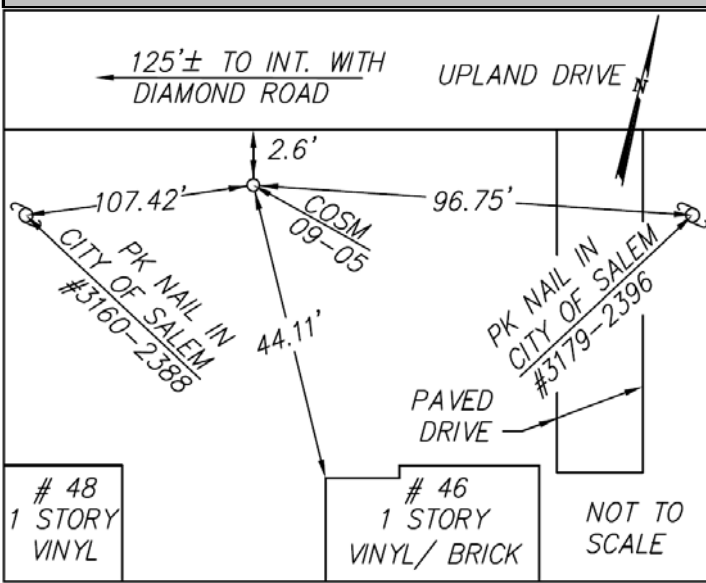 125'± TO INT. WITH
DIAMOND ROAD
UPLAND DRIVE
N
2.6'
107.42'
96.75'
COSM
09-05
PK NAIL IN
CITY OF SALEM
#3160-2388
PK NAIL IN
CITY OF SALEM
#3179-2396
44.11'
PAVED
DRIVE
# 48
1 STORY
VINYL
# 46
1 STORY
VINYL/ BRICK
NOT TO
SCALE